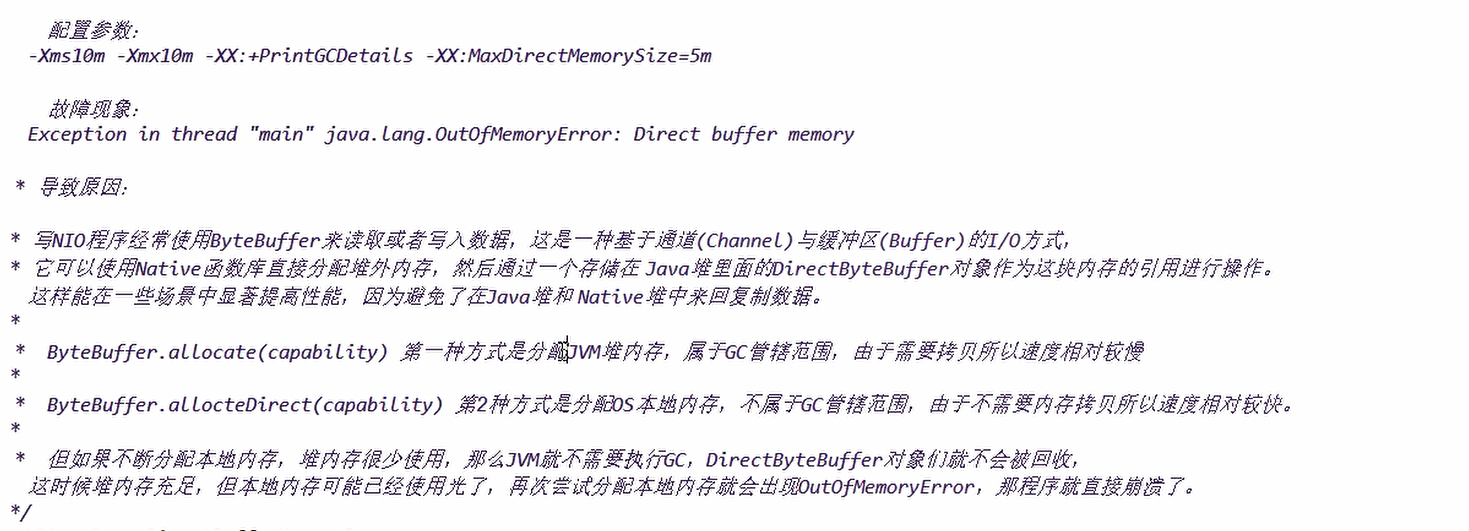 配置参数：
-Xms10m -Xmx10m -XX:+PrintGCDetails -XX:MaxDirectMemorySize=5m
故障现象：
Exception in thread "main" java.lang.OutOfMemoryError: Direct buffer memory
* 导致原因：
* 写NIO程序经常使用ByteBuffer来读取或者写入数据，这是一种基于通道(Channel)与缓冲区(Buffer)的I/O方式，
* 它可以使用Native函数库直接分配堆外内存，然后通过一个存储在Java堆里面的DirectByteBuffer对象作为这块内存的引用进行操作。
这样能在一些场景中显著提高性能，因为避免了在Java堆和Native堆中来回复制数据。
*
* ByteBuffer.allocate(capability) 第一种方式是分配JVM堆内存，属于GC管辖范围，由于需要拷贝所以速度相对较慢
*
* ByteBuffer.allocteDirect(capability) 第2种方式是分配OS本地内存，不属于GC管辖范围，由于不需要内存拷贝所以速度相对较快。
*
* 但如果不断分配本地内存，堆内存很少使用，那么JVM就不需要执行GC，DirectByteBuffer对象们就不会被回收，
这时候堆内存充足，但本地内存可能已经使用光了，再次尝试分配本地内存就会出现OutOfMemoryError，那程序就直接崩溃了。
*/